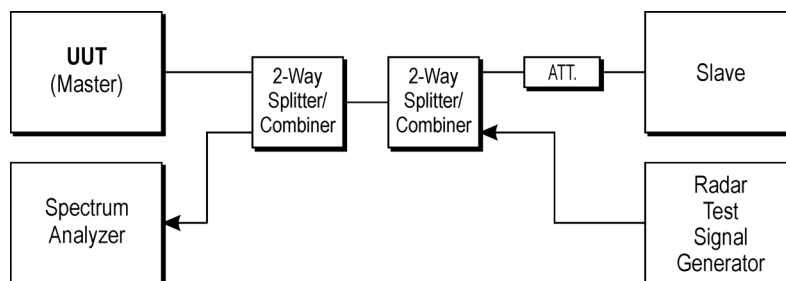 UUT
(Master)
2-Way
Splitter/
Combiner
2-Way
Splitter/
Combiner
ATT.
Slave
Spectrum
Analyzer
Radar
Test
Signal
Generator